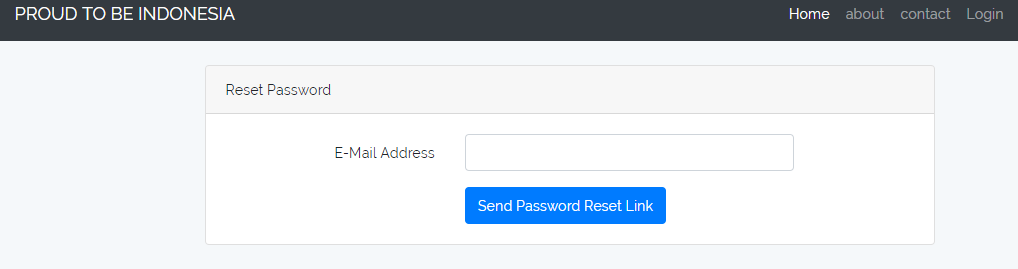 PROUD TO BE INDONESIA Home about contact Login
Reset Password
E-Mail Address
Send Password Reset Link